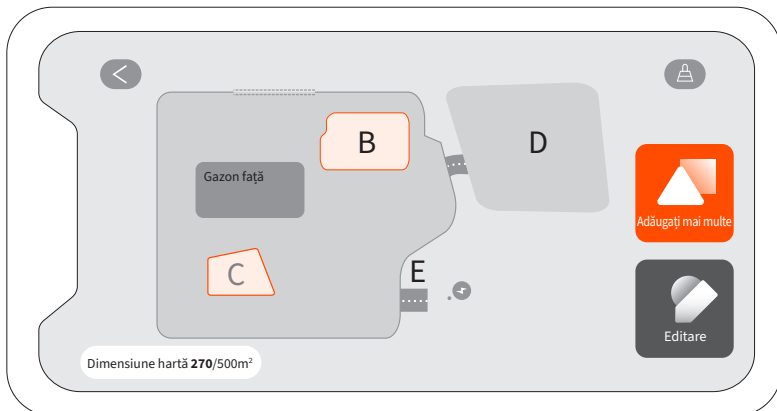 B
D
Gazon față
Adăugați mai multe
C
E
Editare
Dimensiune hartă 270/500m²